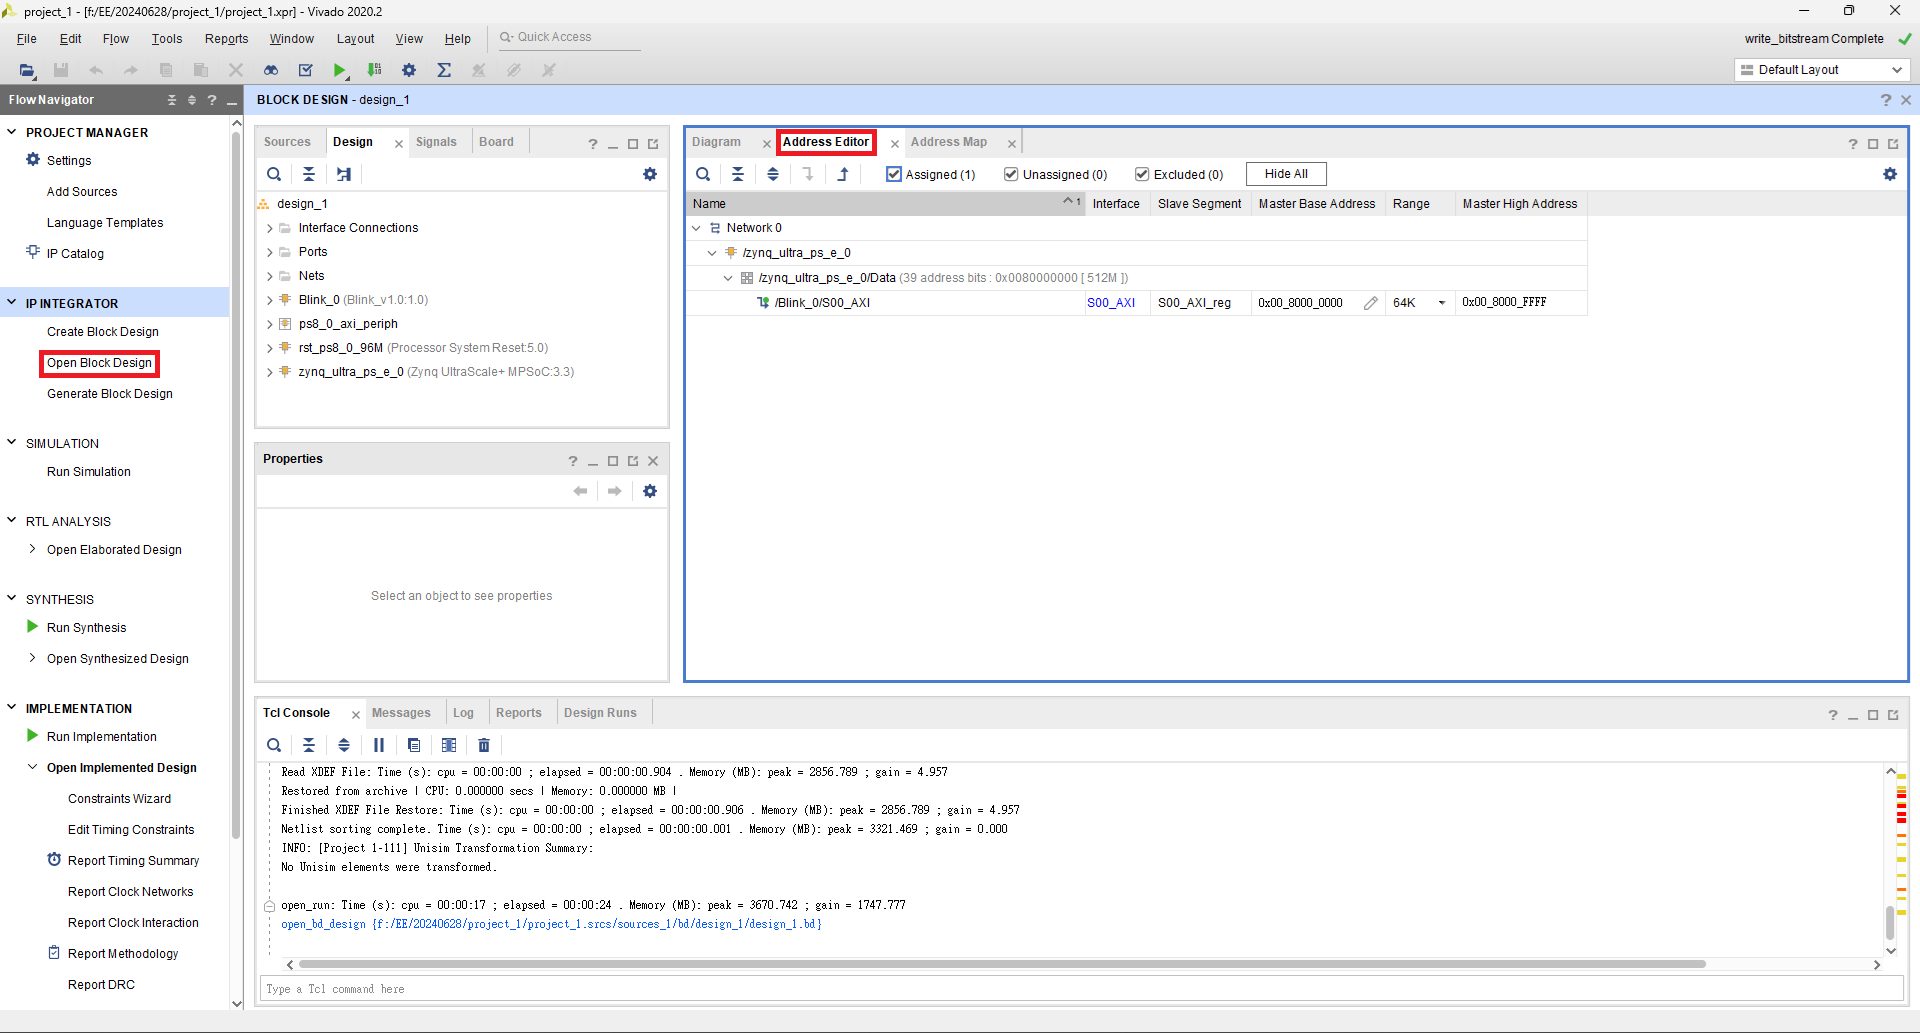 project_1 - [f:/EE/20240628/project_1/project_1.xpr] - Vivado 2020.2
File Edit Flow Tools Reports Window Layout View Help Quick Access
write_bitstream Complete
Default Layout
Flow Navigator
BLOCK DESIGN - design_1
PROJECT MANAGER
Settings
Add Sources
Language Templates
IP Catalog
IP INTEGRATOR
Create Block Design
Open Block Design
Generate Block Design
SIMULATION
Run Simulation
RTL ANALYSIS
Open Elaborated Design
SYNTHESIS
Run Synthesis
Open Synthesized Design
IMPLEMENTATION
Run Implementation
Open Implemented Design
Constraints Wizard
Edit Timing Constraints
Report Timing Summary
Report Clock Networks
Report Clock Interaction
Report Methodology
Report DRC
Sources Design Signals Board
design_1
Interface Connections
Ports
Nets
Blink_0 (Blink_v1.0:1.0)
ps8_0_axi_periph
rst_ps8_0_96M (Processor System Reset:5.0)
zynq_ultra_ps_e_0 (Zynq UltraScale+ MPSoC:3.3)
Properties
Select an object to see properties
Diagram Address Editor Address Map
Assigned (1) Unassigned (0) Excluded (0) Hide All
Name 1 Interface Slave Segment Master Base Address Range Master High Address
Network 0
/zynq_ultra_ps_e_0
/zynq_ultra_ps_e_0/Data (39 address bits : 0x0080000000 [ 512M ])
/Blink_0/S00_AXI S00_AXI S00_AXI_reg 0x00_8000_0000 64K 0x00_8000_FFFF
Tcl Console Messages Log Reports Design Runs
Read XDEF File: Time (s): cpu = 00:00:00 ; elapsed = 00:00:00.904 . Memory (MB): peak = 2856.789 ; gain = 4.957
Restored from archive | CPU: 0.000000 secs | Memory: 0.000000 MB |
Finished XDEF File Restore: Time (s): cpu = 00:00:00 ; elapsed = 00:00:00.906 . Memory (MB): peak = 2856.789 ; gain = 4.957
Netlist sorting complete. Time (s): cpu = 00:00:00 ; elapsed = 00:00:00.001 . Memory (MB): peak = 3321.469 ; gain = 0.000
INFO: [Project 1-111] Unisim Transformation Summary:
No Unisim elements were transformed.
open_run: Time (s): cpu = 00:00:17 ; elapsed = 00:00:24 . Memory (MB): peak = 3670.742 ; gain = 1747.777
open_bd_design {f:/EE/20240628/project_1/project_1.srcs/sources_1/bd/design_1/design_1.bd}
Type a Tcl command here